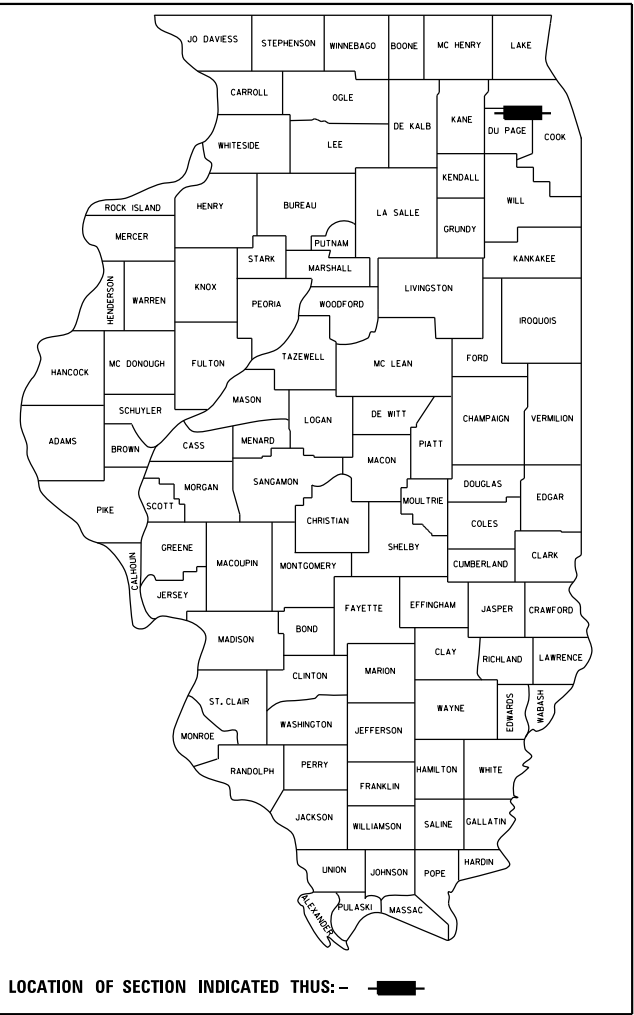 JO DAVIESS
STEPHENSON
WINNEBAGO
BOONE
MC HENRY
LAKE
CARROLL
OGLE
DE KALB
KANE
DU PAGE
COOK
WHITESIDE
LEE
KENDALL
ROCK ISLAND
HENRY
BUREAU
LA SALLE
WILL
MERCER
PUTNAM
GRUNDY
STARK
MARSHALL
KANKAKEE
HENDERSON
WARREN
KNOX
PEORIA
WOODFORD
LIVINGSTON
IROQUOIS
HANCOCK
MC DONOUGH
FULTON
TAZEWELL
MC LEAN
FORD
SCHUYLER
MASON
LOGAN
DE WITT
CHAMPAIGN
VERMILION
ADAMS
BROWN
CASS
MENARD
PIATT
MACON
PIKE
SCOTT
MORGAN
SANGAMON
MOULTRIE
DOUGLAS
EDGAR
CHRISTIAN
COLES
CALHOUN
GREENE
MACOUPIN
MONTGOMERY
SHELBY
CUMBERLAND
CLARK
JERSEY
FAYETTE
EFFINGHAM
JASPER
CRAWFORD
MADISON
BOND
CLAY
RICHLAND
LAWRENCE
CLINTON
MARION
ST. CLAIR
WAYNE
EDWARDS
WABASH
MONROE
WASHINGTON
JEFFERSON
RANDOLPH
PERRY
HAMILTON
WHITE
FRANKLIN
JACKSON
WILLIAMSON
SALINE
GALLATIN
UNION
JOHNSON
POPE
HARDIN
ALEXANDER
PULASKI
MASSAC
LOCATION OF SECTION INDICATED THUS: –